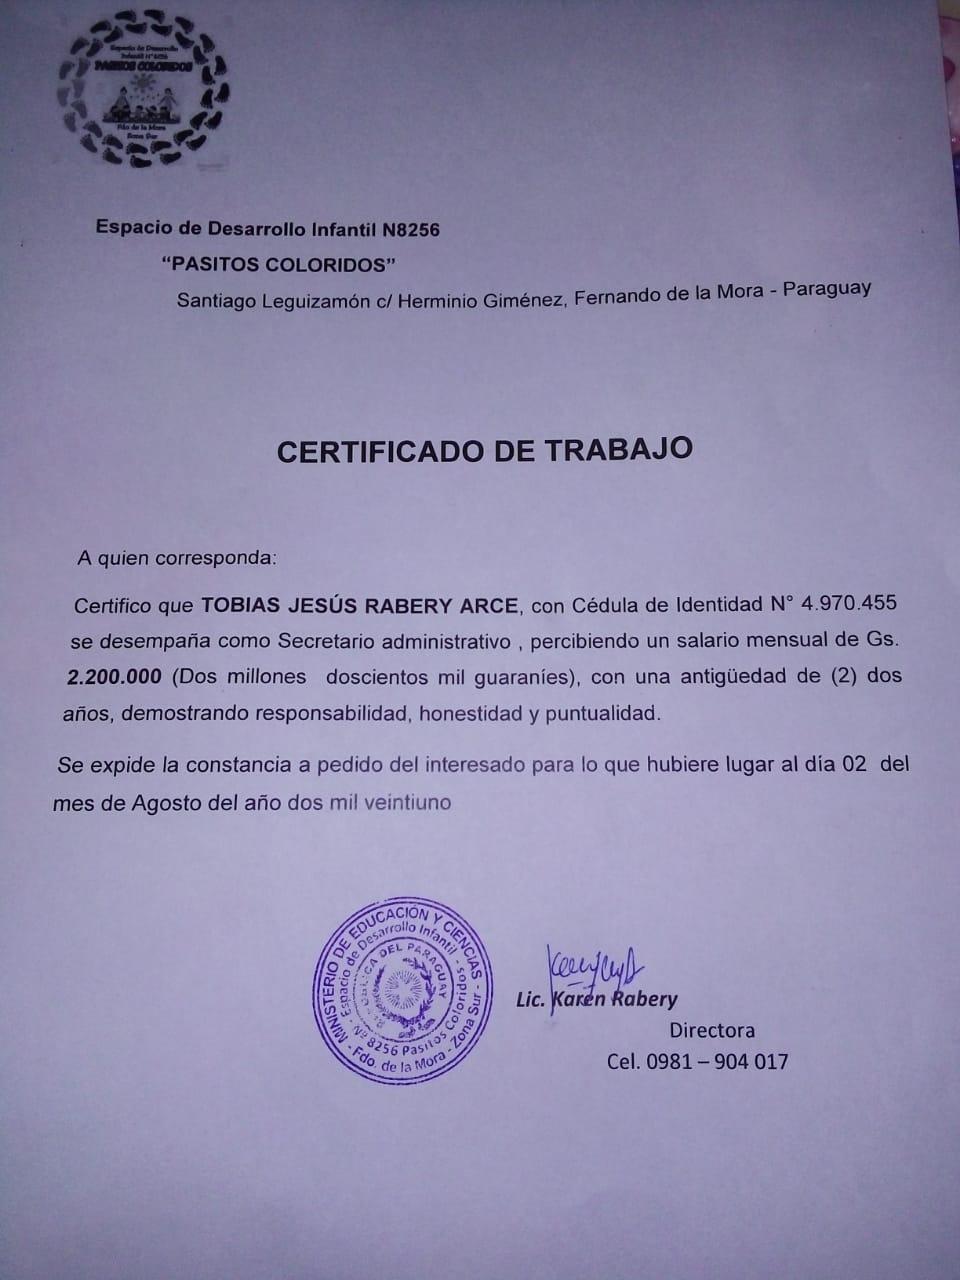 Espacio de Desarrollo
Infantil N°8256
PASITOS COLORIDOS
Fdo de la Mora
Zona Sur
Espacio de Desarrollo Infantil N8256
“PASITOS COLORIDOS”
Santiago Leguizamón c/ Herminio Giménez, Fernando de la Mora - Paraguay
CERTIFICADO DE TRABAJO
A quien corresponda:
Certifico que TOBIAS JESÚS RABERY ARCE, con Cédula de Identidad N° 4.970.455
se desempaña como Secretario administrativo , percibiendo un salario mensual de Gs.
2.200.000 (Dos millones doscientos mil guaraníes), con una antigüedad de (2) dos
años, demostrando responsabilidad, honestidad y puntualidad.
Se expide la constancia a pedido del interesado para lo que hubiere lugar al día 02 del
mes de Agosto del año dos mil veintiuno
MINISTERIO DE EDUCACIÓN Y CIENCIAS -
Espacio de Desarrollo Infantil -
DEL PARAGUAY
N° 8256 Pasitos Coloridos
- Fdo. de la Mora - Zona Sur -
Lic. Karen Rabery
Directora
Cel. 0981 – 904 017